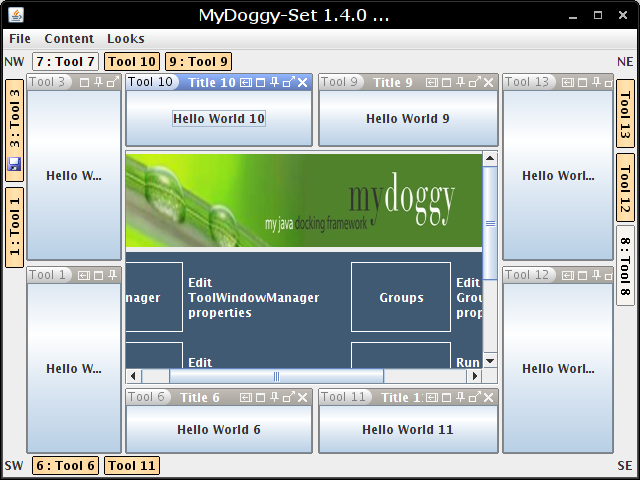 MyDoggy-Set 1.4.0 ...
File Content Looks
NW 7 : Tool 7 Tool 10 9 : Tool 9 NE
3 : Tool 3
1 : Tool 1
Tool 3
Hello W...
Tool 1
Hello W...
Tool 10 Title 10
Hello World 10
Tool 9 Title 9
Hello World 9
mydoggy
my java docking framework
nager
Edit
ToolWindowManager
properties
Groups
Edit
Grou
prop
Edit
Run
Tool 6 Title 6
Hello World 6
Tool 11 Title 1
Hello World 11
Tool 13
Hello Worl...
Tool 12
Hello Worl...
Tool 13
Tool 12
8 : Tool 8
SW 6 : Tool 6 Tool 11 SE